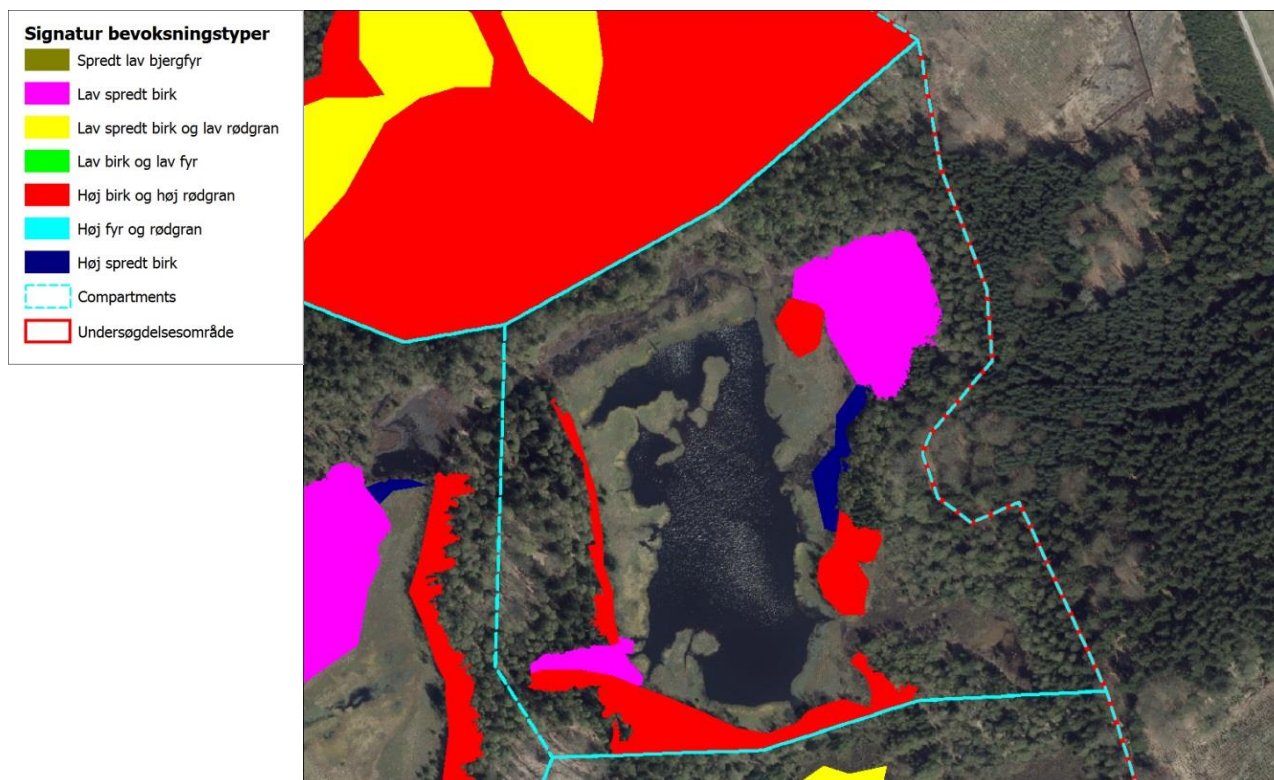 Signatur bevoksningstyper
Spredt lav bjergfyr
Lav spredt birk
Lav spredt birk og lav rødgran
Lav birk og lav fyr
Høj birk og høj rødgran
Høj fyr og rødgran
Høj spredt birk
Compartments
Undersøgdelsesområde